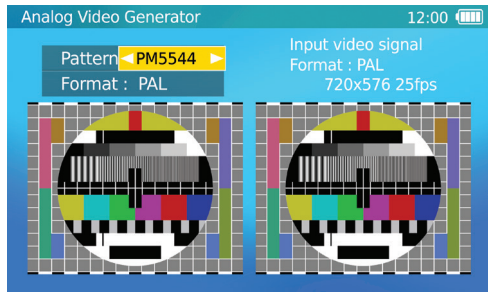 Analog Video Generator
12:00
Pattern PM5544
Format : PAL
Input video signal
Format : PAL
720x576 25fps